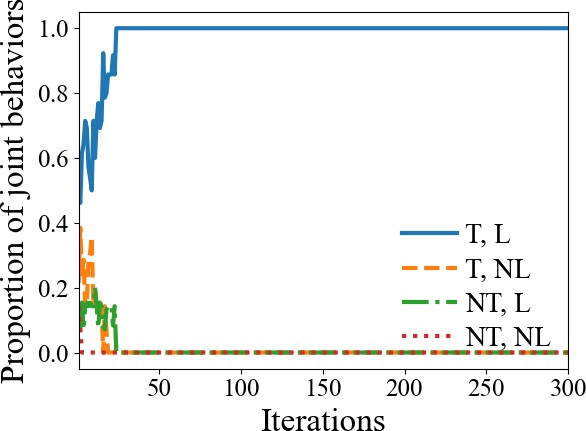 Proportion of joint behaviors
1.0
0.8
0.6
0.4
0.2
0.0
T, L
T, NL
NT, L
NT, NL
50 100 150 200 250 300
Iterations